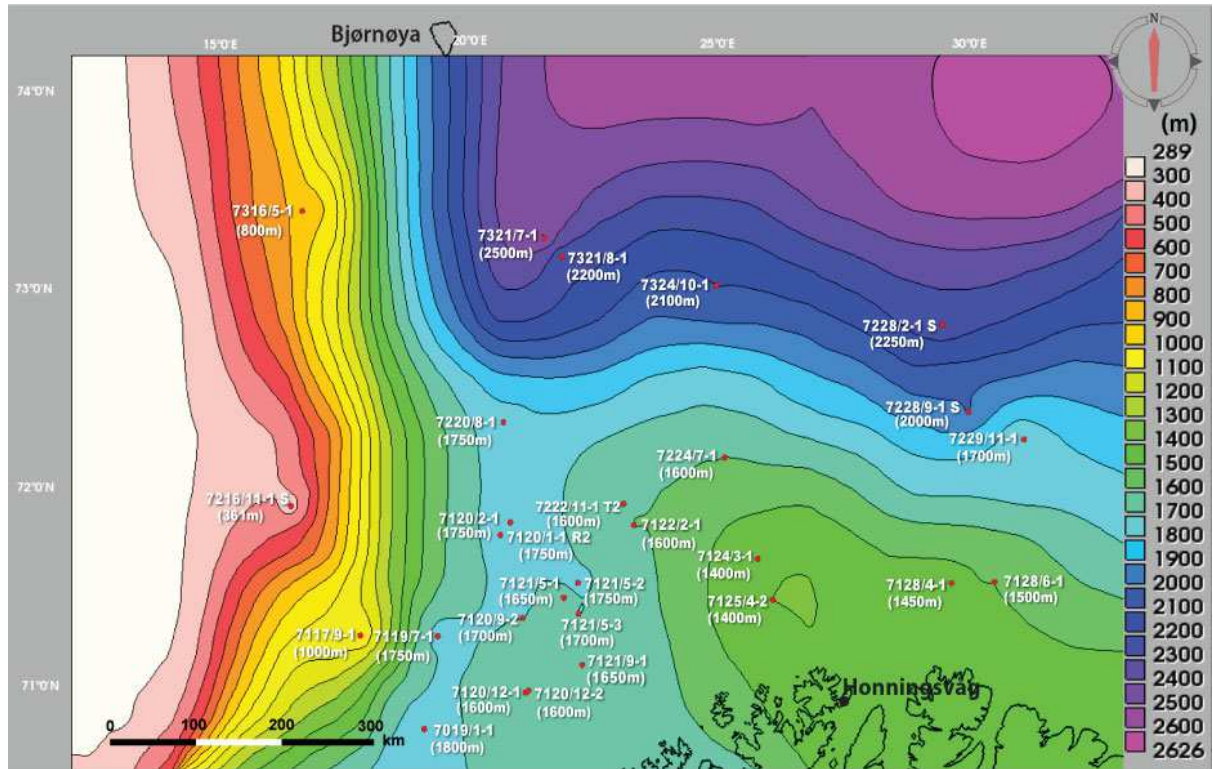 Bjørnøya
15°0'E
20°0'E
25°0'E
30°0'E
N
74°0'N
(m)
289
300
400
500
600
700
800
900
1000
1100
1200
1300
1400
1500
1600
1700
1800
1900
2000
2100
2200
2300
2400
2500
2600
2626
7316/5-1
(800m)
7321/7-1
(2500m)
7321/8-1
(2200m)
73°0'N
7324/10-1
(2100m)
7228/2-1 S
(2250m)
7220/8-1
(1750m)
7228/9-1 S
(2000m)
7229/11-1
(1700m)
7224/7-1
(1600m)
72°0'N
7216/11-1 S
(361m)
7222/11-1 T2
(1600m)
7120/2-1
(1750m)
7120/1-1 R2
(1750m)
7122/2-1
(1600m)
7124/3-1
(1400m)
7121/5-1
(1650m)
7121/5-2
(1750m)
7128/4-1
(1450m)
7128/6-1
(1500m)
7125/4-2
(1400m)
7120/9-2
(1700m)
7121/5-3
(1700m)
7117/9-1
(1000m)
7119/7-1
(1750m)
7121/9-1
(1650m)
71°0'N
7120/12-1
(1600m)
7120/12-2
(1600m)
Honningsvåg
0 100 200 300
km
7019/1-1
(1800m)